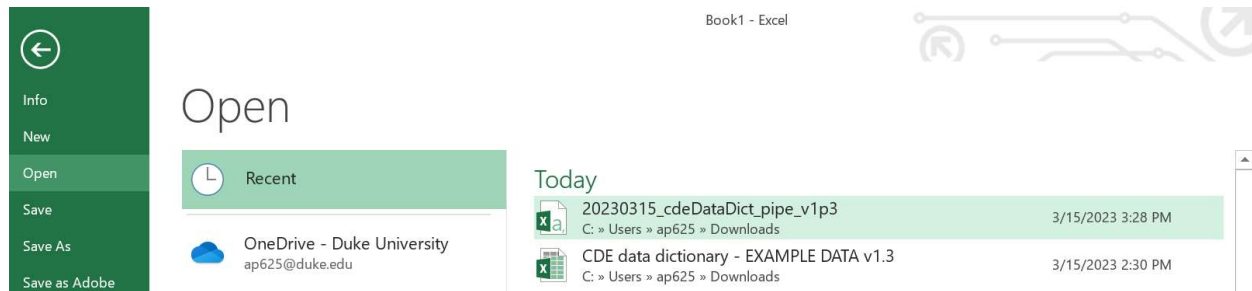 Book1 - Excel
Info
New
Open
Save
Save As
Save as Adobe
Open
Recent
OneDrive - Duke University
ap625@duke.edu
Today
20230315_cdeDataDict_pipe_v1p3
C: » Users » ap625 » Downloads
3/15/2023 3:28 PM
CDE data dictionary - EXAMPLE DATA v1.3
C: » Users » ap625 » Downloads
3/15/2023 2:30 PM